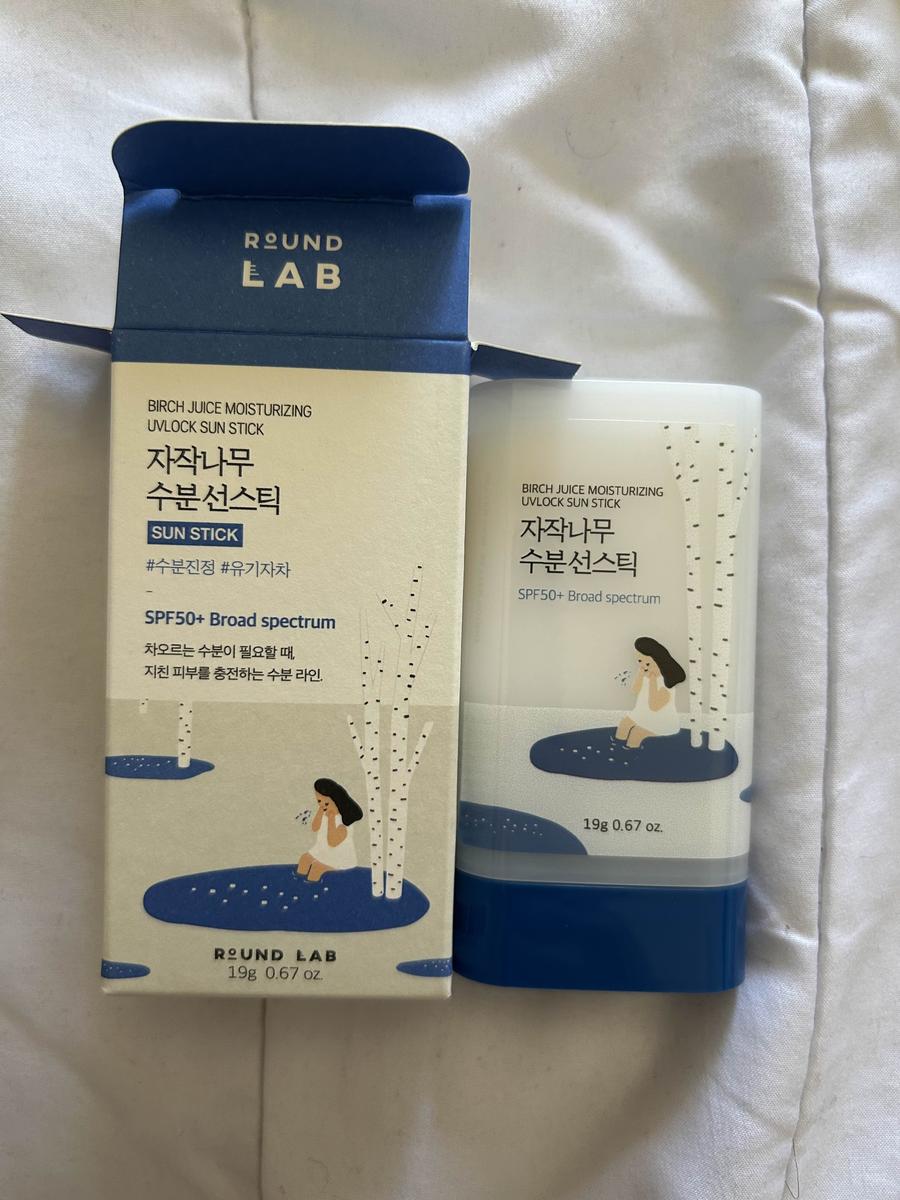 ROUND
LAB
BIRCH JUICE MOISTURIZING
UVLOCK SUN STICK
자작나무
수분 선스틱
SUN STICK
#수분진정 #유기자차
SPF50+ Broad spectrum
차오르는 수분이 필요할 때,
지친 피부를 충전하는 수분 라인.
ROUND LAB
19g 0.67 oz.
BIRCH JUICE MOISTURIZING
UVLOCK SUN STICK
자작나무
수분 선스틱
SPF50+ Broad spectrum
19g 0.67 oz.